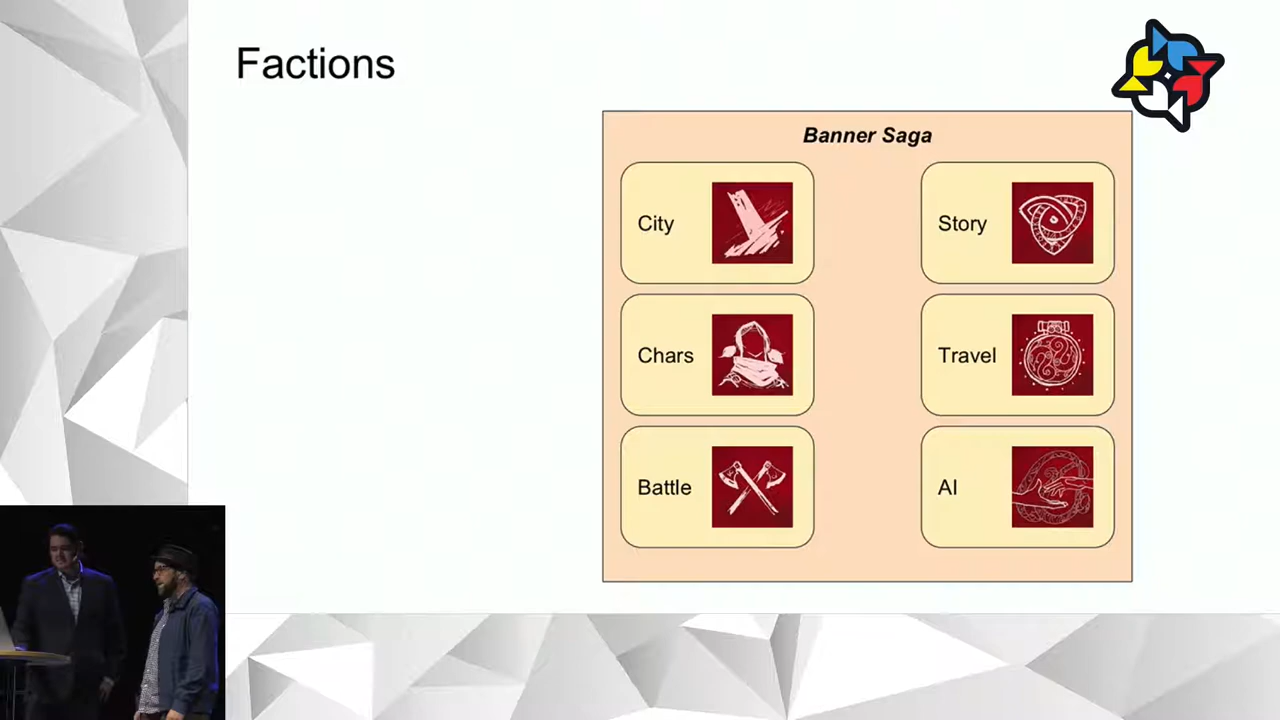 Factions
Banner Saga
City
Story
Chars
Travel
Battle
AI